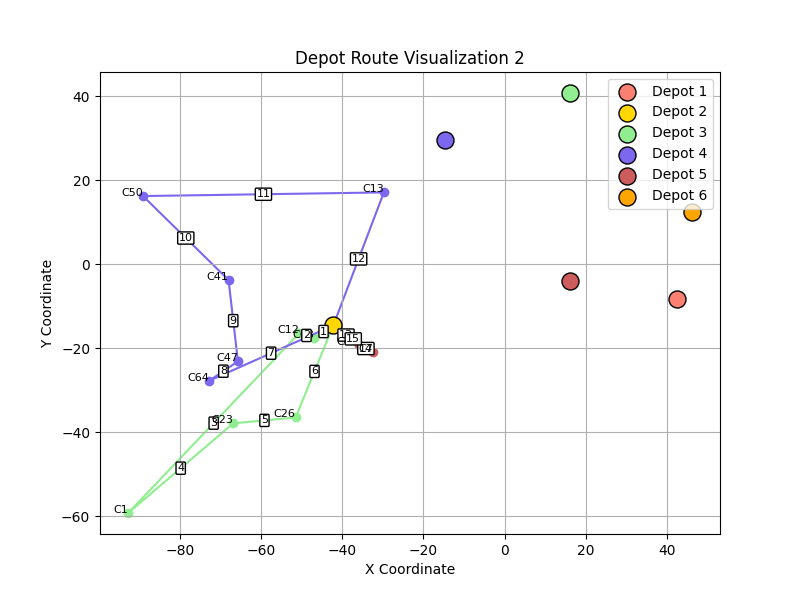 Depot Route Visualization 2
Depot 1
Depot 2
Depot 3
Depot 4
Depot 5
Depot 6
Y Coordinate
40
20
0
−20
−40
−60
−80
−60
−40
−20
0
20
40
X Coordinate
C50
11
C13
10
12
C41
9
C12
2
1
15
C47
7
8
C64
6
C23
3
5
C26
4
C1